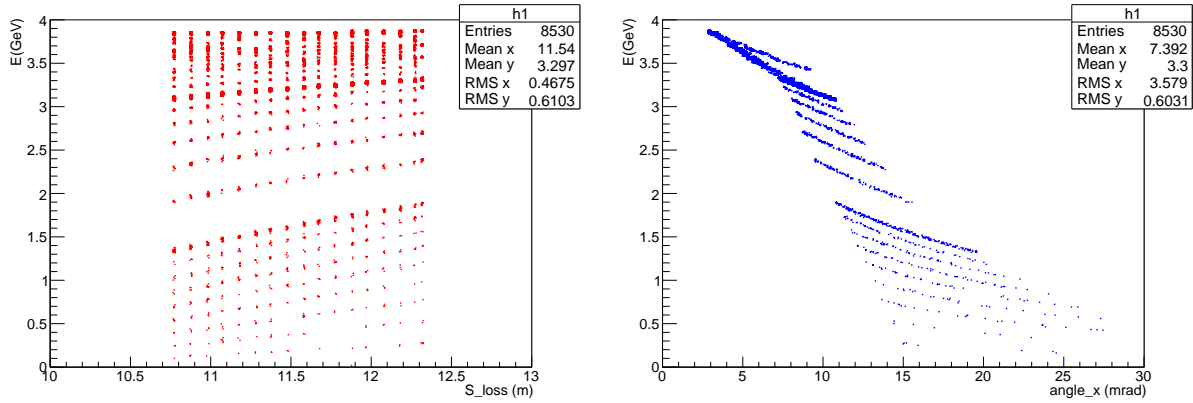 h1
Entries 8530
Mean x 11.54
Mean y 3.297
RMS x 0.4675
RMS y 0.6103
E(GeV)
4
3.5
3
2.5
2
1.5
1
0.5
0
10 10.5 11 11.5 12 12.5 13
S_loss (m)
h1
Entries 8530
Mean x 7.392
Mean y 3.3
RMS x 3.579
RMS y 0.6031
E(GeV)
4
3.5
3
2.5
2
1.5
1
0.5
0
0 5 10 15 20 25 30
angle_x (mrad)